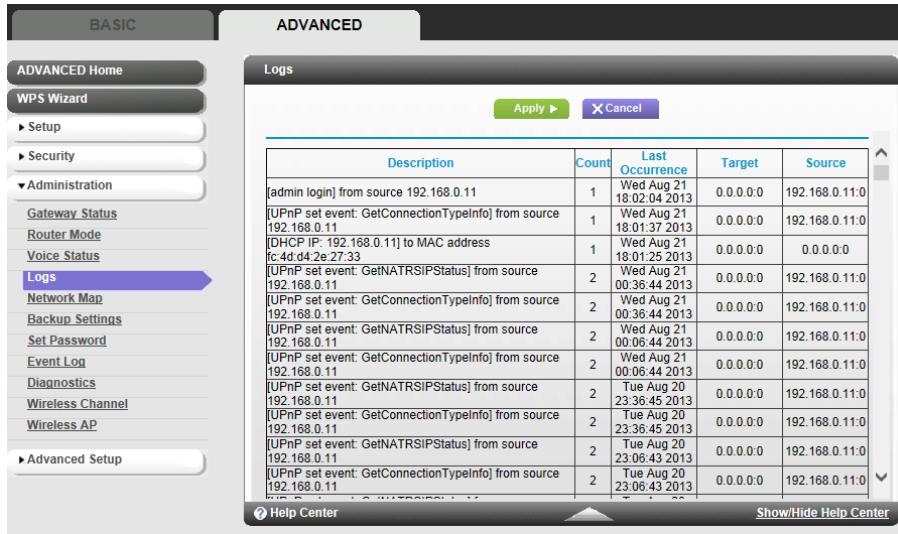 BASIC
ADVANCED
ADVANCED Home
WPS Wizard
Setup
Security
Administration
Gateway Status
Router Mode
Voice Status
Logs
Network Map
Backup Settings
Set Password
Event Log
Diagnostics
Wireless Channel
Wireless AP
Advanced Setup
Logs
Apply
Cancel
Description Count Last Target Source
Occurrence
[admin login] from source 192.168.0.11 1 Wed Aug 21 0.0.0.0:0 192.168.0.11:0
18:02:04 2013
[UPnP set event: GetConnectionTypeInfo] from source 1 Wed Aug 21 0.0.0.0:0 192.168.0.11:0
192.168.0.11 18:01:37 2013
[DHCP IP: 192.168.0.11] to MAC address 1 Wed Aug 21 0.0.0.0:0 0.0.0.0:0
fc:4d:d4:2e:27:33 18:01:25 2013
[UPnP set event: GetNATRSIPStatus] from source 2 Wed Aug 21 0.0.0.0:0 192.168.0.11:0
192.168.0.11 00:36:44 2013
[UPnP set event: GetConnectionTypeInfo] from source 2 Wed Aug 21 0.0.0.0:0 192.168.0.11:0
192.168.0.11 00:36:44 2013
[UPnP set event: GetNATRSIPStatus] from source 2 Wed Aug 21 0.0.0.0:0 192.168.0.11:0
192.168.0.11 00:06:44 2013
[UPnP set event: GetConnectionTypeInfo] from source 2 Wed Aug 21 0.0.0.0:0 192.168.0.11:0
192.168.0.11 00:06:44 2013
[UPnP set event: GetNATRSIPStatus] from source 2 Tue Aug 20 0.0.0.0:0 192.168.0.11:0
192.168.0.11 23:36:45 2013
[UPnP set event: GetConnectionTypeInfo] from source 2 Tue Aug 20 0.0.0.0:0 192.168.0.11:0
192.168.0.11 23:36:45 2013
[UPnP set event: GetNATRSIPStatus] from source 2 Tue Aug 20 0.0.0.0:0 192.168.0.11:0
192.168.0.11 23:06:43 2013
[UPnP set event: GetConnectionTypeInfo] from source 2 Tue Aug 20 0.0.0.0:0 192.168.0.11:0
192.168.0.11 23:06:43 2013
Help Center
Show/Hide Help Center